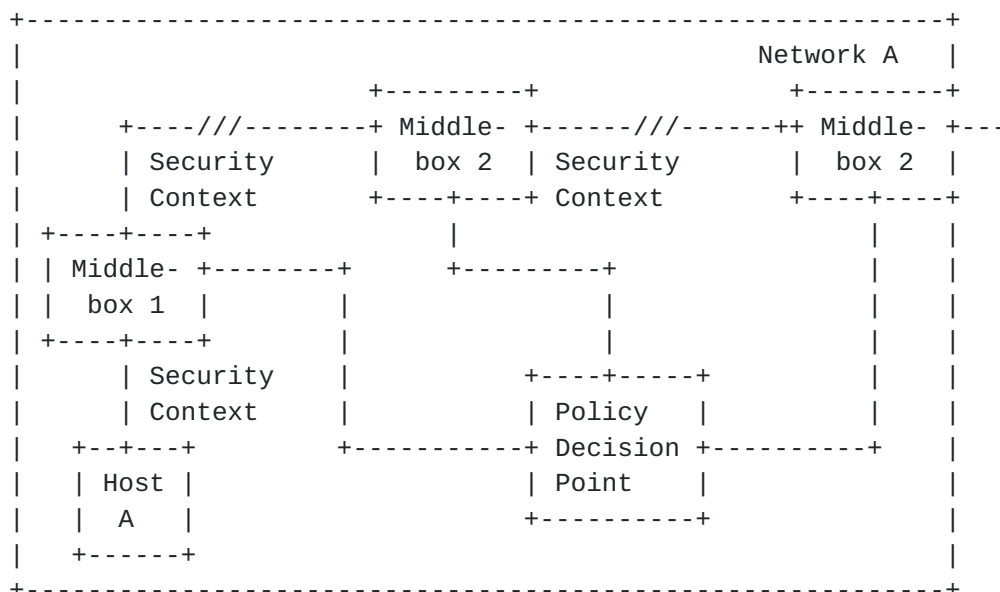 +-----------------------------------------------------------+
|                                               Network A   |
|                      +---------+                +---------+
|      +----///--------+ Middle- +------///------++ Middle- +---
|      | Security      |  box 2  | Security       |  box 2  |
|      | Context       +----+----+ Context        +----+----+
| +----+----+               |                          |    |
| | Middle- +--------+      +---------+                |    |
| |  box 1  |        |                |                |    |
| +----+----+        |                |                |    |
|      | Security    |           +----+-----+          |    |
|      | Context     |           | Policy   |          |    |
|   +--+---+         +-----------+ Decision +----------+    |
|   | Host |                     | Point    |               |
|   |  A   |                     +----------+               |
|   +------+                                                |
+-----------------------------------------------------------+